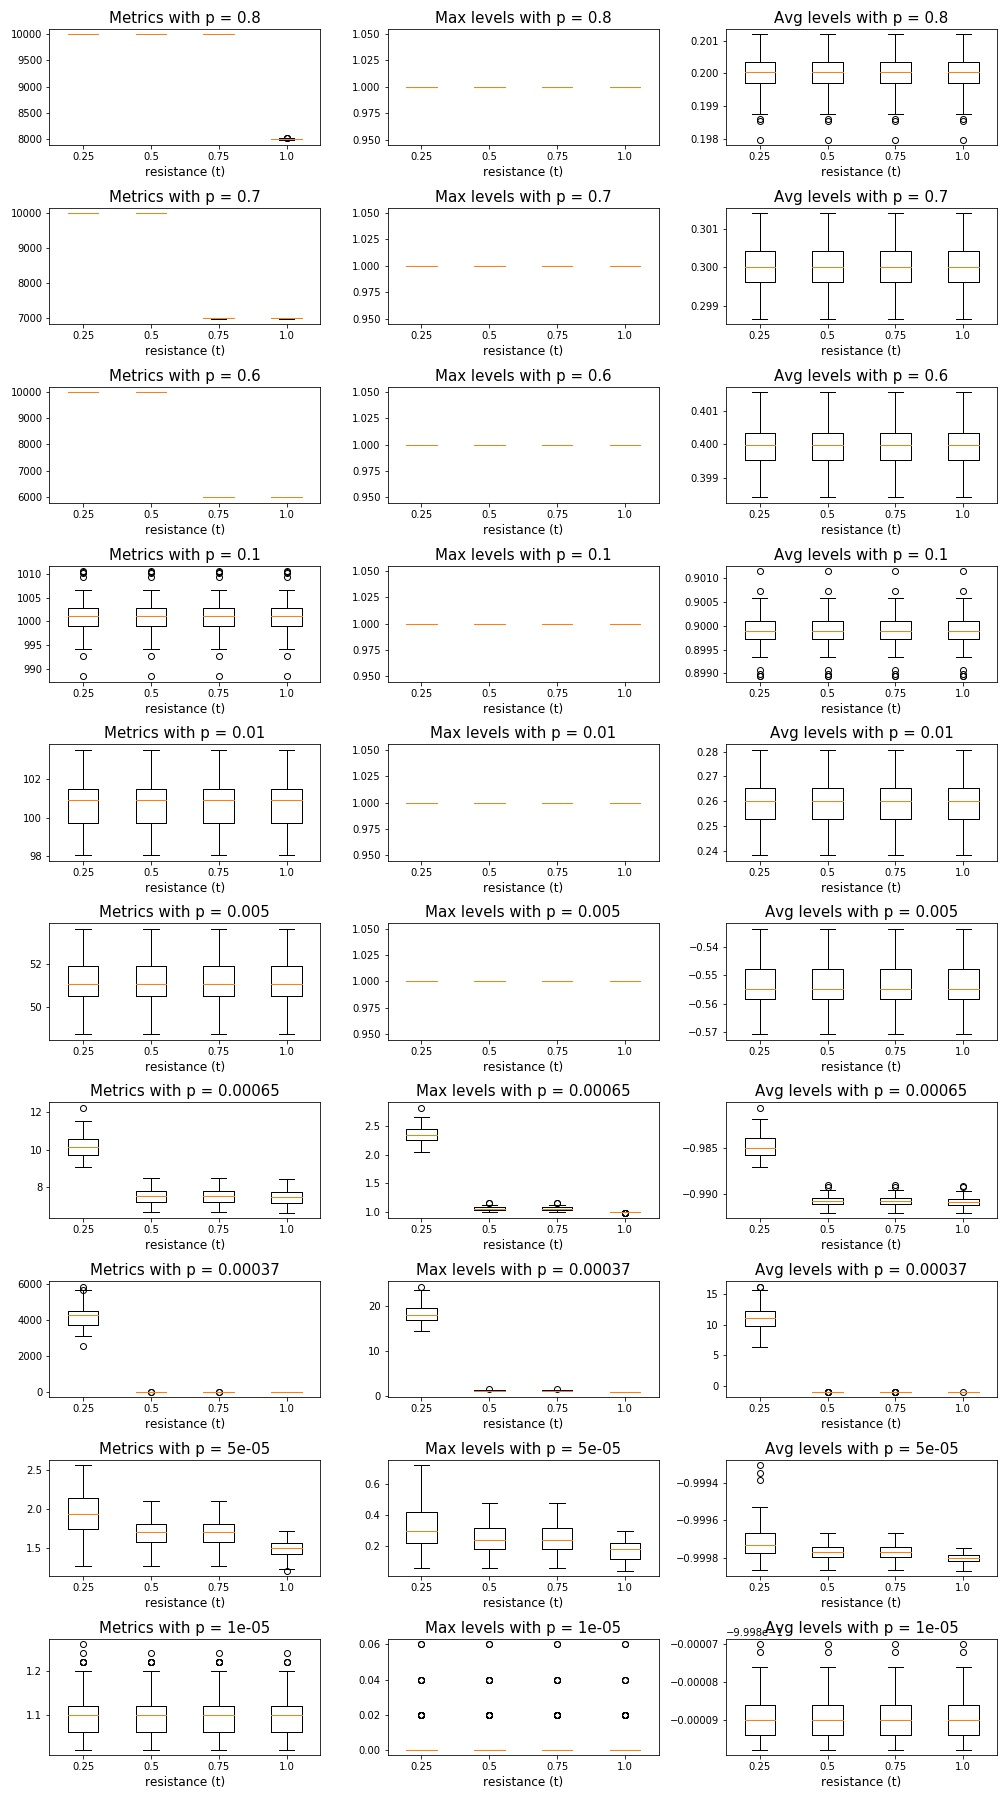 Metrics with p = 0.8
10000
9500
9000
8500
8000
0.25 0.5 0.75 1.0
resistance (t)
Max levels with p = 0.8
1.050
1.025
1.000
0.975
0.950
0.25 0.5 0.75 1.0
resistance (t)
Avg levels with p = 0.8
0.201
0.200
0.199
0.198
0.25 0.5 0.75 1.0
resistance (t)
Metrics with p = 0.7
10000
9000
8000
7000
0.25 0.5 0.75 1.0
resistance (t)
Max levels with p = 0.7
1.050
1.025
1.000
0.975
0.950
0.25 0.5 0.75 1.0
resistance (t)
Avg levels with p = 0.7
0.301
0.300
0.299
0.25 0.5 0.75 1.0
resistance (t)
Metrics with p = 0.6
10000
9000
8000
7000
6000
0.25 0.5 0.75 1.0
resistance (t)
Max levels with p = 0.6
1.050
1.025
1.000
0.975
0.950
0.25 0.5 0.75 1.0
resistance (t)
Avg levels with p = 0.6
0.401
0.400
0.399
0.25 0.5 0.75 1.0
resistance (t)
Metrics with p = 0.1
1010
1005
1000
995
990
0.25 0.5 0.75 1.0
resistance (t)
Max levels with p = 0.1
1.050
1.025
1.000
0.975
0.950
0.25 0.5 0.75 1.0
resistance (t)
Avg levels with p = 0.1
0.9010
0.9005
0.9000
0.8995
0.8990
0.25 0.5 0.75 1.0
resistance (t)
Metrics with p = 0.01
102
100
98
0.25 0.5 0.75 1.0
resistance (t)
Max levels with p = 0.01
1.050
1.025
1.000
0.975
0.950
0.25 0.5 0.75 1.0
resistance (t)
Avg levels with p = 0.01
0.28
0.27
0.26
0.25
0.24
0.25 0.5 0.75 1.0
resistance (t)
Metrics with p = 0.005
52
50
0.25 0.5 0.75 1.0
resistance (t)
Max levels with p = 0.005
1.050
1.025
1.000
0.975
0.950
0.25 0.5 0.75 1.0
resistance (t)
Avg levels with p = 0.005
−0.54
−0.55
−0.56
−0.57
0.25 0.5 0.75 1.0
resistance (t)
Metrics with p = 0.00065
12
10
8
0.25 0.5 0.75 1.0
resistance (t)
Max levels with p = 0.00065
2.5
2.0
1.5
1.0
0.25 0.5 0.75 1.0
resistance (t)
Avg levels with p = 0.00065
−0.985
−0.990
0.25 0.5 0.75 1.0
resistance (t)
Metrics with p = 0.00037
6000
4000
2000
0
0.25 0.5 0.75 1.0
resistance (t)
Max levels with p = 0.00037
20
10
0
0.25 0.5 0.75 1.0
resistance (t)
Avg levels with p = 0.00037
15
10
5
0
0.25 0.5 0.75 1.0
resistance (t)
Metrics with p = 5e-05
2.5
2.0
1.5
0.25 0.5 0.75 1.0
resistance (t)
Max levels with p = 5e-05
0.6
0.4
0.2
0.25 0.5 0.75 1.0
resistance (t)
Avg levels with p = 5e-05
−0.9994
−0.9996
−0.9998
0.25 0.5 0.75 1.0
resistance (t)
Metrics with p = 1e-05
1.2
1.1
0.25 0.5 0.75 1.0
resistance (t)
Max levels with p = 1e-05
0.06
0.04
0.02
0.00
0.25 0.5 0.75 1.0
resistance (t)
Avg levels with p = 1e-05
−9.998e−1
−0.00007
−0.00008
−0.00009
0.25 0.5 0.75 1.0
resistance (t)